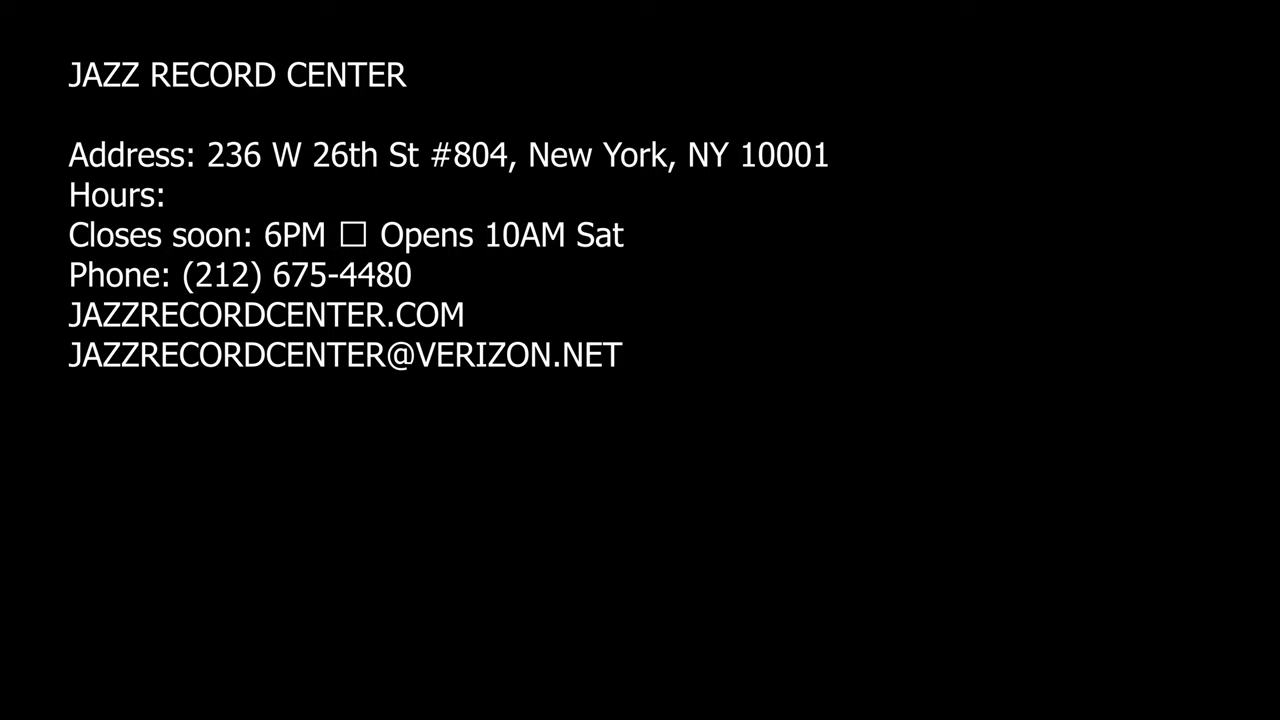 JAZZ RECORD CENTER
Address: 236 W 26th St #804, New York, NY 10001
Hours:
Closes soon: 6PM □ Opens 10AM Sat
Phone: (212) 675-4480
JAZZRECORDCENTER.COM
JAZZRECORDCENTER@VERIZON.NET